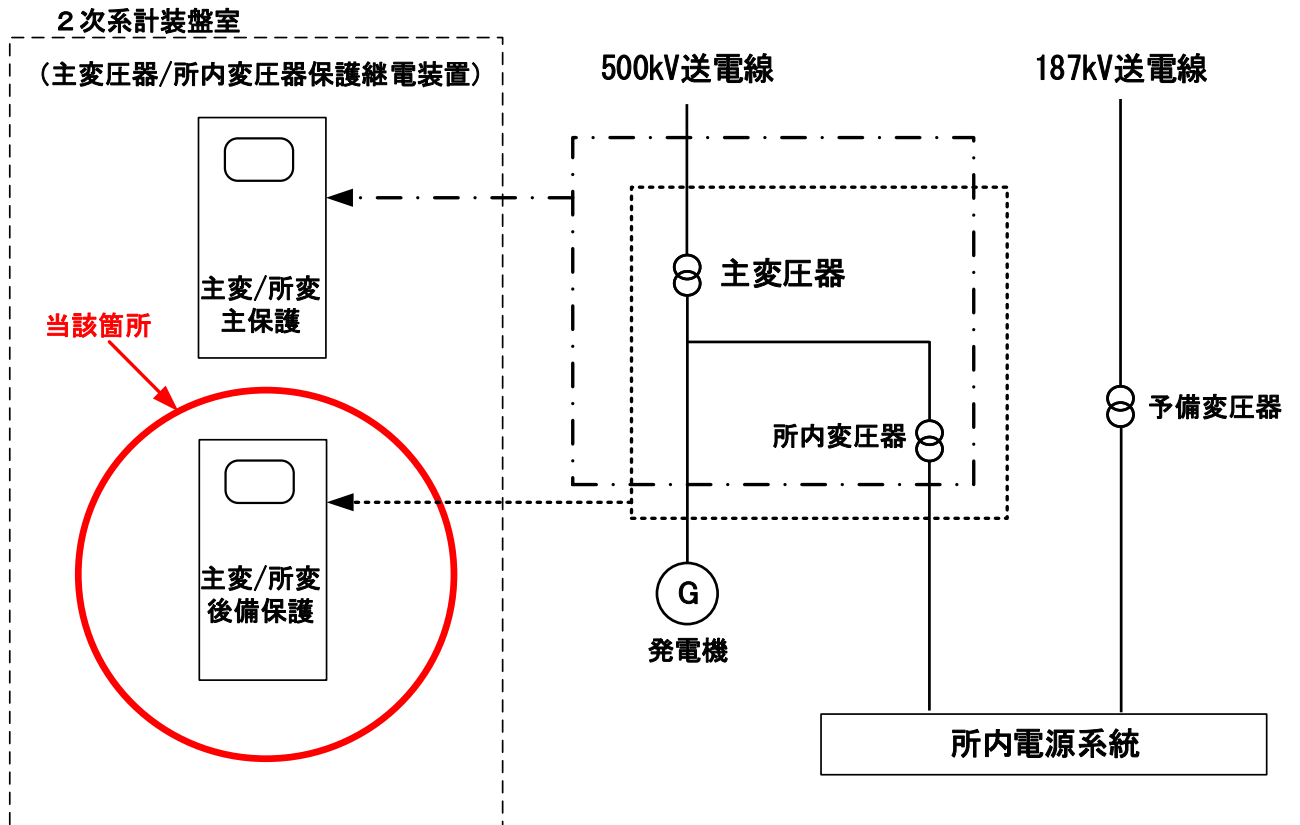 ２次系計装盤室
（主変圧器/所内変圧器保護継電装置）
主変/所変
主保護
当該箇所
主変/所変
後備保護
500kV送電線
187kV送電線
主変圧器
所内変圧器
予備変圧器
G
発電機
所内電源系統